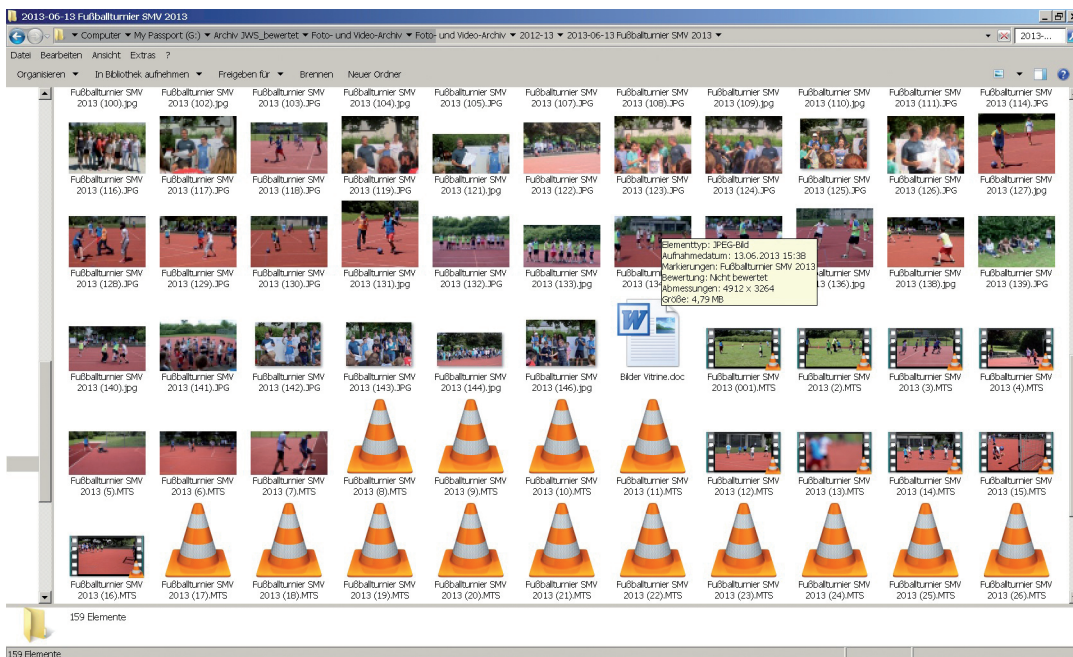 2013-06-13 Fußballturnier SMV 2013
Computer ▾ My Passport (G:) ▾ Archiv JWS_bewertet ▾ Foto- und Video-Archiv ▾ Foto- und Video-Archiv ▾ 2012-13 ▾ 2013-06-13 Fußballturnier SMV 2013 ▾ 2013-...
Datei Bearbeiten Ansicht Extras ?
Organisieren ▾ In Bibliothek aufnehmen ▾ Freigeben für ▾ Brennen Neuer Ordner
Fußballturnier SMV Fußballturnier SMV Fußballturnier SMV Fußballturnier SMV Fußballturnier SMV Fußballturnier SMV Fußballturnier SMV Fußballturnier SMV Fußballturnier SMV Fußballturnier SMV Fußballturnier SMV
2013 (100).jpg 2013 (102).jpg 2013 (103).JPG 2013 (104).jpg 2013 (105).JPG 2013 (107).JPG 2013 (108).JPG 2013 (109).jpg 2013 (110).jpg 2013 (111).JPG 2013 (114).JPG
Fußballturnier SMV Fußballturnier SMV Fußballturnier SMV Fußballturnier SMV Fußballturnier SMV Fußballturnier SMV Fußballturnier SMV Fußballturnier SMV Fußballturnier SMV Fußballturnier SMV Fußballturnier SMV
2013 (116).JPG 2013 (117).JPG 2013 (118).JPG 2013 (119).JPG 2013 (121).jpg 2013 (122).JPG 2013 (123).JPG 2013 (124).JPG 2013 (125).JPG 2013 (126).JPG 2013 (127).jpg
Elementtyp: JPEG-Bild
Aufnahmedatum: 13.06.2013 15:38
Markierungen: Fußballturnier SMV 2013
Bewertung: Nicht bewertet
Abmessungen: 4912 x 3264
Größe: 4,79 MB
Fußballturnier SMV Fußballturnier SMV Fußballturnier SMV Fußballturnier SMV Fußballturnier SMV Fußballturnier SMV Fußballturnier SMV Fußballturnier SMV
2013 (128).JPG 2013 (129).JPG 2013 (130).JPG 2013 (131).jpg 2013 (132).JPG 2013 (133).jpg 2013 (136).jpg 2013 (138).jpg 2013 (139).JPG
Fußballturnier SMV Fußballturnier SMV Fußballturnier SMV Fußballturnier SMV Fußballturnier SMV Fußballturnier SMV Bilder Vitrine.doc Fußballturnier SMV Fußballturnier SMV Fußballturnier SMV Fußballturnier SMV
2013 (140).jpg 2013 (141).JPG 2013 (142).JPG 2013 (143).JPG 2013 (144).jpg 2013 (146).jpg 2013 (001).MTS 2013 (2).MTS 2013 (3).MTS 2013 (4).MTS
Fußballturnier SMV Fußballturnier SMV Fußballturnier SMV Fußballturnier SMV Fußballturnier SMV Fußballturnier SMV Fußballturnier SMV Fußballturnier SMV Fußballturnier SMV Fußballturnier SMV Fußballturnier SMV
2013 (5).MTS 2013 (6).MTS 2013 (7).MTS 2013 (8).MTS 2013 (9).MTS 2013 (10).MTS 2013 (11).MTS 2013 (12).MTS 2013 (13).MTS 2013 (14).MTS 2013 (15).MTS
Fußballturnier SMV Fußballturnier SMV Fußballturnier SMV Fußballturnier SMV Fußballturnier SMV Fußballturnier SMV Fußballturnier SMV Fußballturnier SMV Fußballturnier SMV Fußballturnier SMV Fußballturnier SMV
2013 (16).MTS 2013 (17).MTS 2013 (18).MTS 2013 (19).MTS 2013 (20).MTS 2013 (21).MTS 2013 (22).MTS 2013 (23).MTS 2013 (24).MTS 2013 (25).MTS 2013 (26).MTS
159 Elemente
159 Elemente